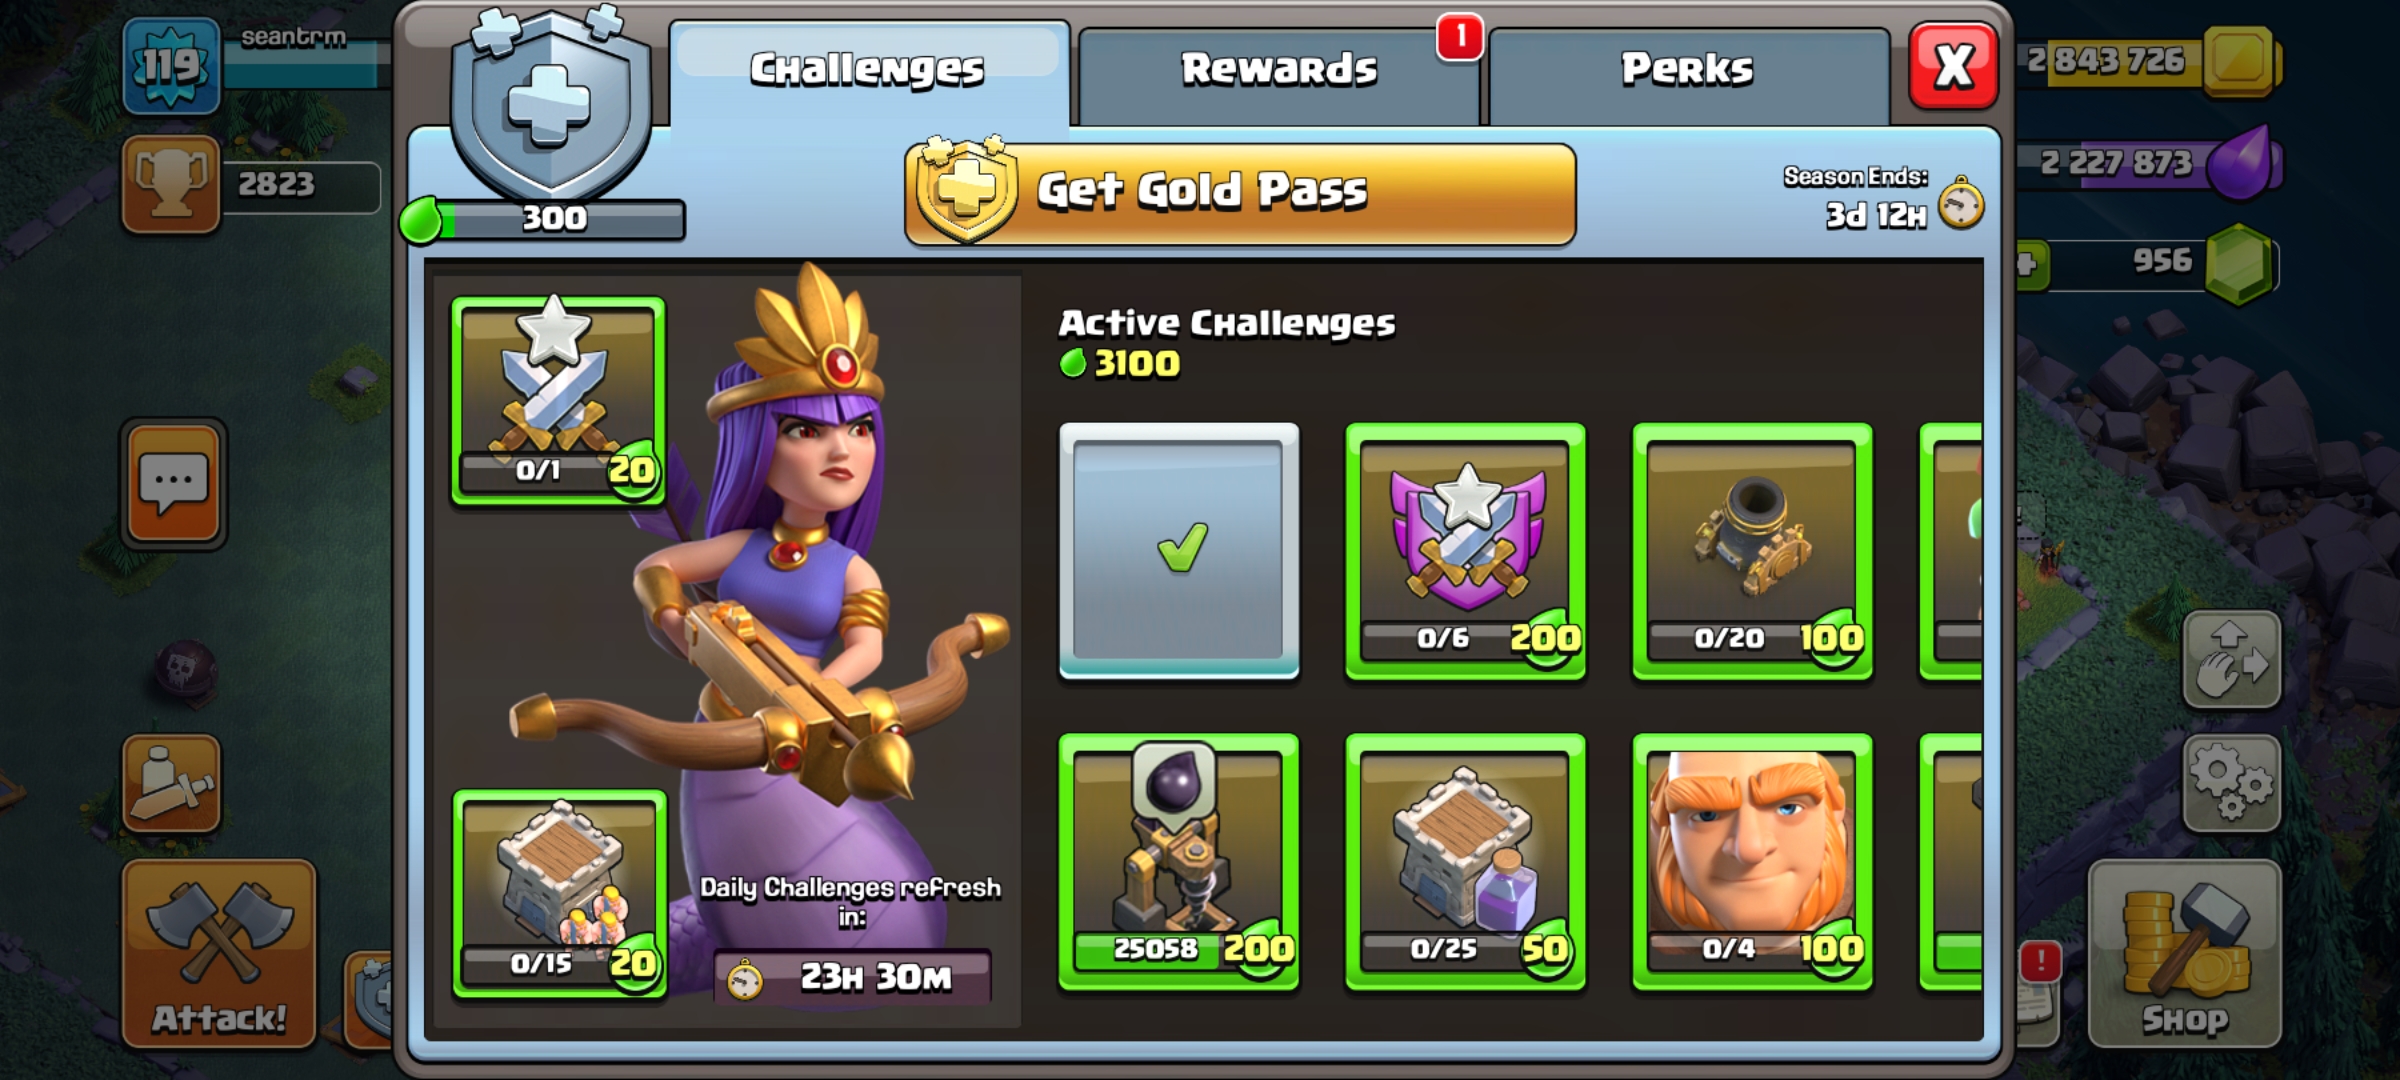 119
seantrm
2823
Challenges
Rewards
1
Perks
X
300
Get Gold Pass
Season Ends:
3d 12H
2 843 726
2 227 873
956
0/1
20
0/15
20
Daily Challenges refresh
in:
23H 30M
Active Challenges
3100
0/6
200
0/20
100
25058
200
0/25
50
0/4
100
Attack!
!
Shop